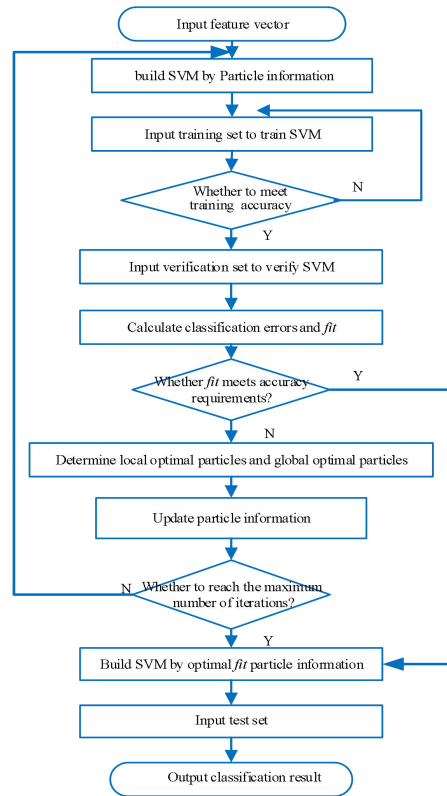 Input feature vector
build SVM by Particle information
Input training set to train SVM
Whether to meet
training accuracy
N
Y
Input verification set to verify SVM
Calculate classification errors and fit
Whether fit meets accuracy
requirements?
Y
N
Determine local optimal particles and global optimal particles
Update particle information
Whether to reach the maximum
number of iterations?
N
Y
Build SVM by optimal fit particle information
Input test set
Output classification result